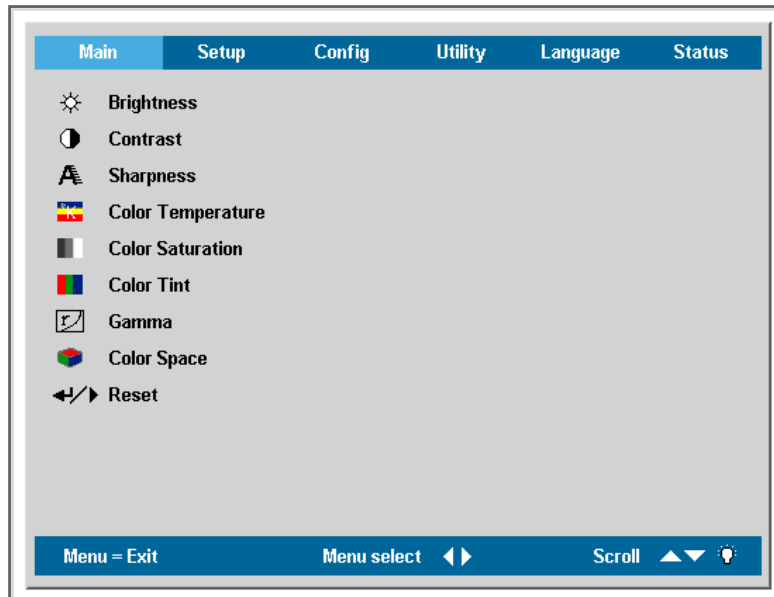 Main Setup Config Utility Language Status
Brightness
Contrast
Sharpness
Color Temperature
Color Saturation
Color Tint
Gamma
Color Space
Reset
Menu = Exit Menu select Scroll